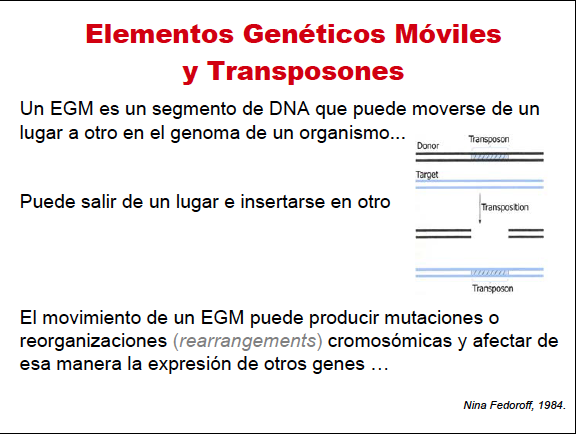 Elementos Genéticos Móviles
y Transposones
Un EGM es un segmento de DNA que puede moverse de un
lugar a otro en el genoma de un organismo...
Transposon
Donor
Target
Puede salir de un lugar e insertarse en otro
Transposition
Transposon
El movimiento de un EGM puede producir mutaciones o
reorganizaciones (rearrangements) cromosómicas y afectar de
esa manera la expresión de otros genes …
Nina Fedoroff, 1984.